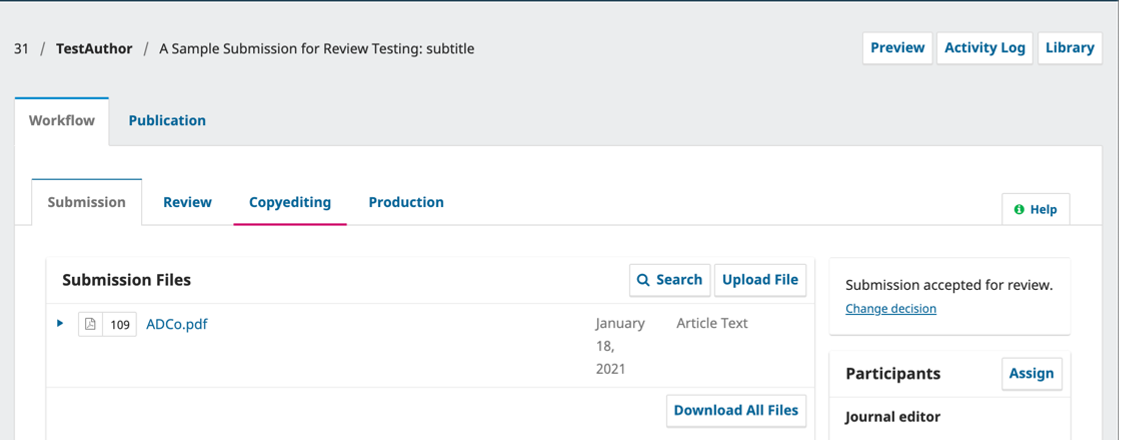 31 / TestAuthor / A Sample Submission for Review Testing: subtitle
Preview
Activity Log
Library
Workflow
Publication
Submission
Review
Copyediting
Production
Help
Submission Files
Search
Upload File
109
ADCo.pdf
January
18,
2021
Article Text
Download All Files
Submission accepted for review.
Change decision
Participants
Assign
Journal editor